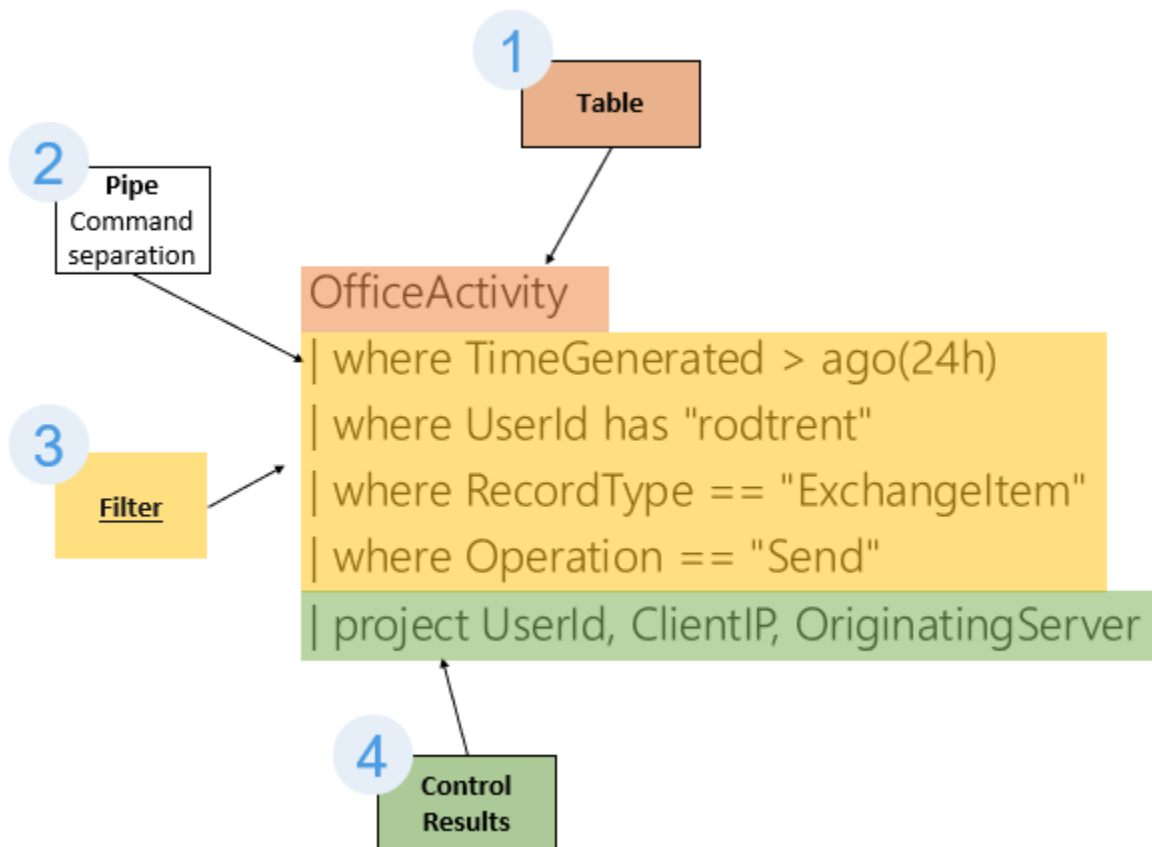 1
Table
2
Pipe
Command
separation
OfficeActivity
| where TimeGenerated > ago(24h)
| where UserId has "rodtrent"
3
Filter
| where RecordType == "ExchangeItem"
| where Operation == "Send"
| project UserId, ClientIP, OriginatingServer
4
Control
Results